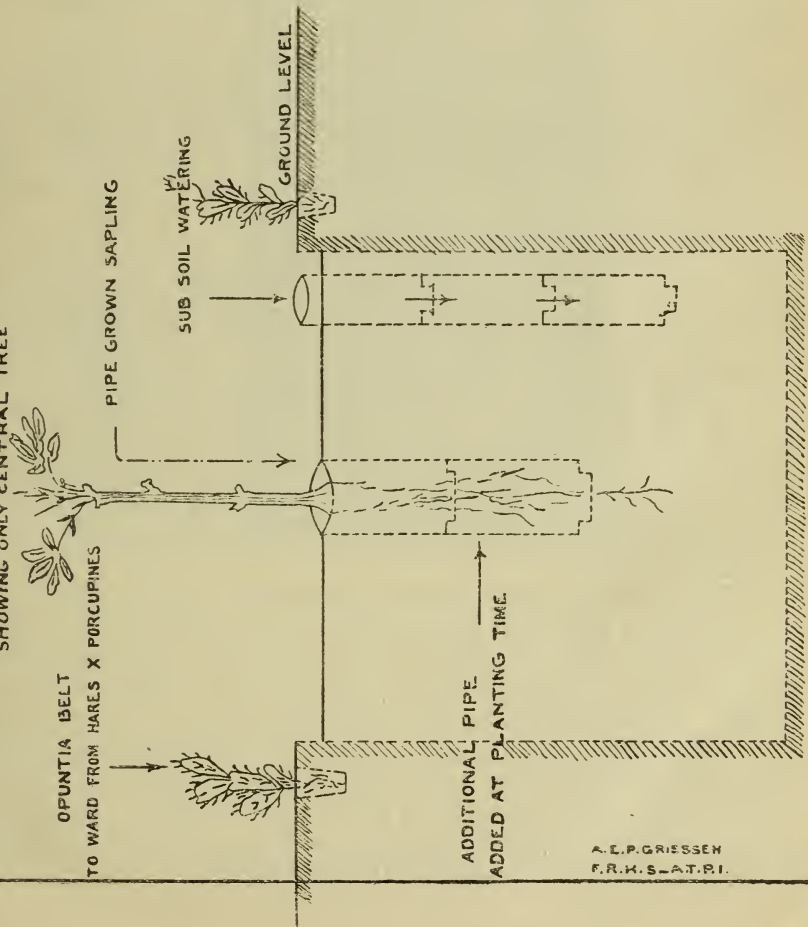 SHOWING ONLY CENTRAL TREE
OPUNTIA BELT
TO WARD FROM HARES X PORCUPINES
PIPE GROWN SAPLING
SUB SOIL WATERING
GROUND LEVEL
ADDITIONAL PIPE
ADDED AT PLANTING TIME
A.E.P.GRIESSEN
F.R.H.S_A.T.P.I.